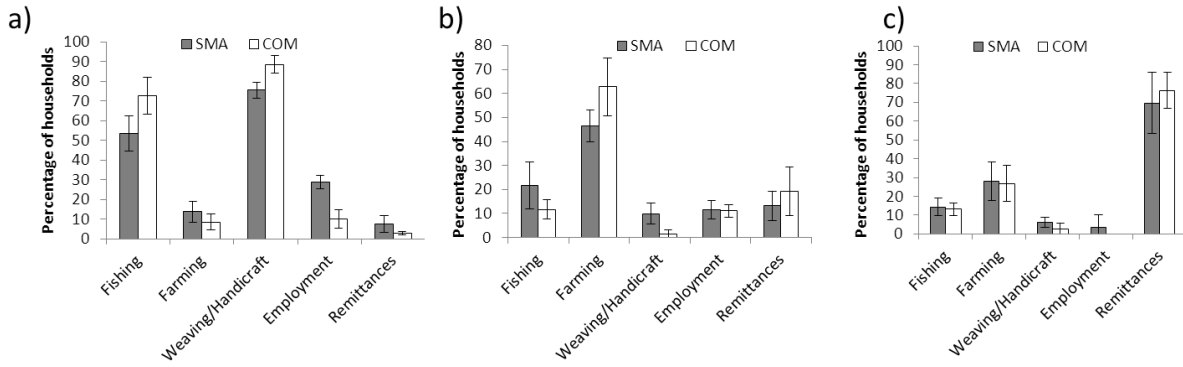 a)
SMA COM
Percentage of households
100
90
80
70
60
50
40
30
20
10
0
Fishing
Farming
Weaving/Handicraft
Employment
Remittances
b)
SMA COM
Percentage of households
80
70
60
50
40
30
20
10
0
Fishing
Farming
Weaving/Handicraft
Employment
Remittances
c)
SMA COM
Percentage of households
100
90
80
70
60
50
40
30
20
10
0
Fishing
Farming
Weaving/Handicraft
Employment
Remittances